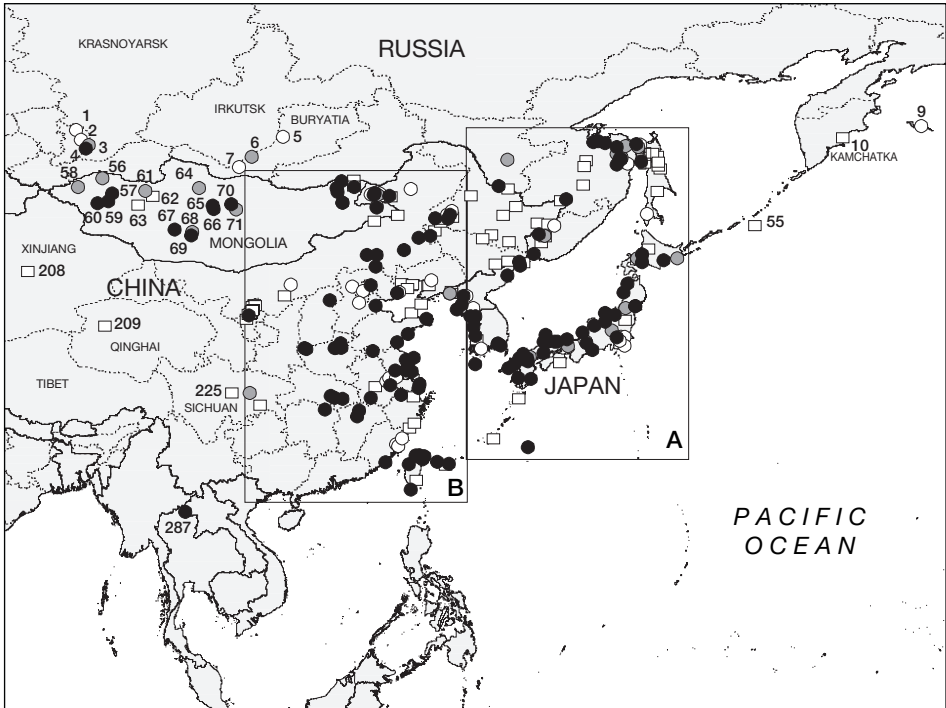 KRASNOYARSK
RUSSIA
IRKUTSK
BURYATIA
1
2
3
4
5
6
7
9
10
KAMCHATKA
55
56
57
58
59
60
61
62
63
64
65
66
67
68
69
70
71
MONGOLIA
XINJIANG
208
CHINA
209
QINGHAI
TIBET
225
SICHUAN
JAPAN
A
B
287
PACIFIC
OCEAN